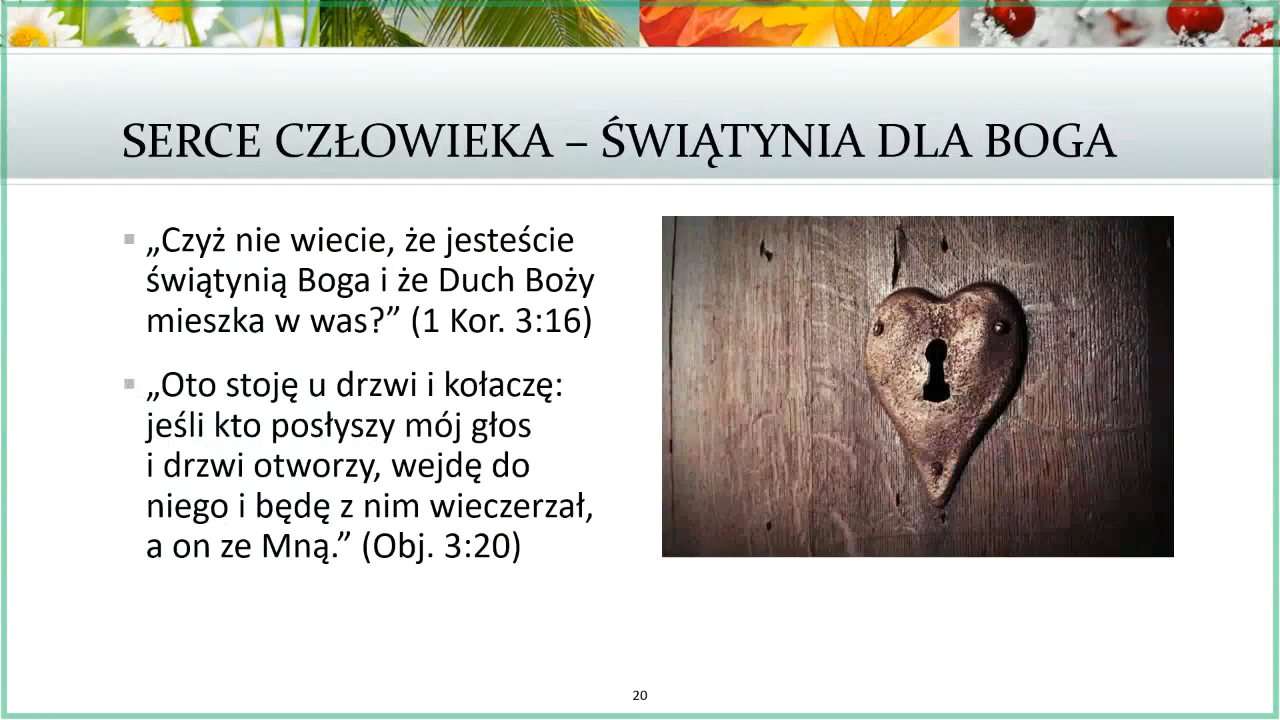 SERCE CZŁOWIEKA – ŚWIĄTYNIA DLA BOGA
„Czyż nie wiecie, że jesteście
świątynią Boga i że Duch Boży
mieszka w was?” (1 Kor. 3:16)
„Oto stoję u drzwi i kołaczę:
jeśli kto posłyszy mój głos
i drzwi otworzy, wejdę do
niego i będę z nim wieczerzał,
a on ze Mną.” (Obj. 3:20)
20